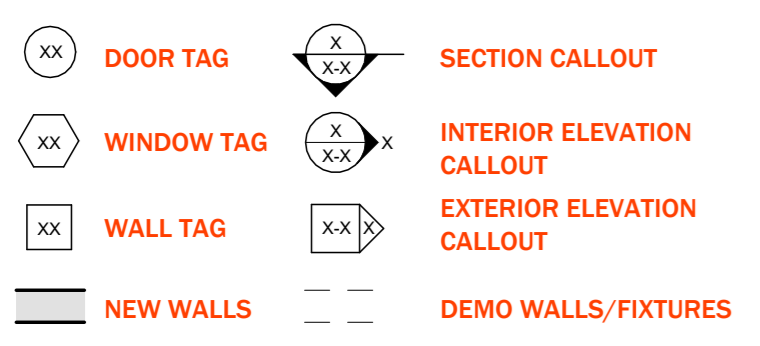 XX DOOR TAG X X-X SECTION CALLOUT
XX WINDOW TAG X X-X X INTERIOR ELEVATION
CALLOUT
XX WALL TAG X-X X EXTERIOR ELEVATION
CALLOUT
NEW WALLS DEMO WALLS/FIXTURES